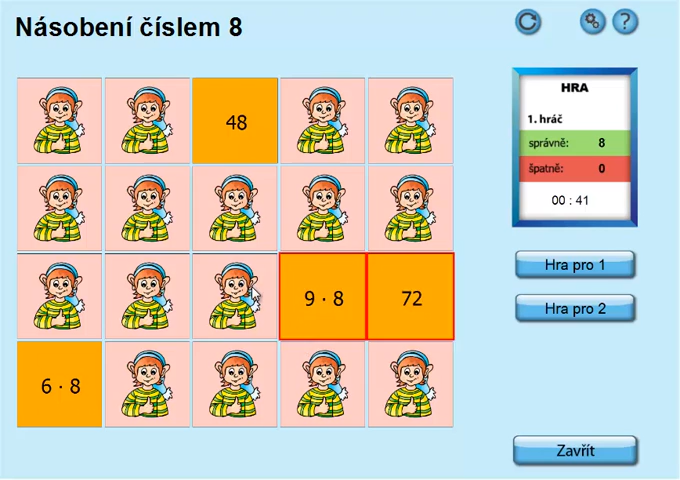 Násobení číslem 8
?
HRA
48
1. hráč
správně: 8
špatně: 0
00 : 41
Hra pro 1
9 · 8
72
Hra pro 2
6 · 8
Zavřít